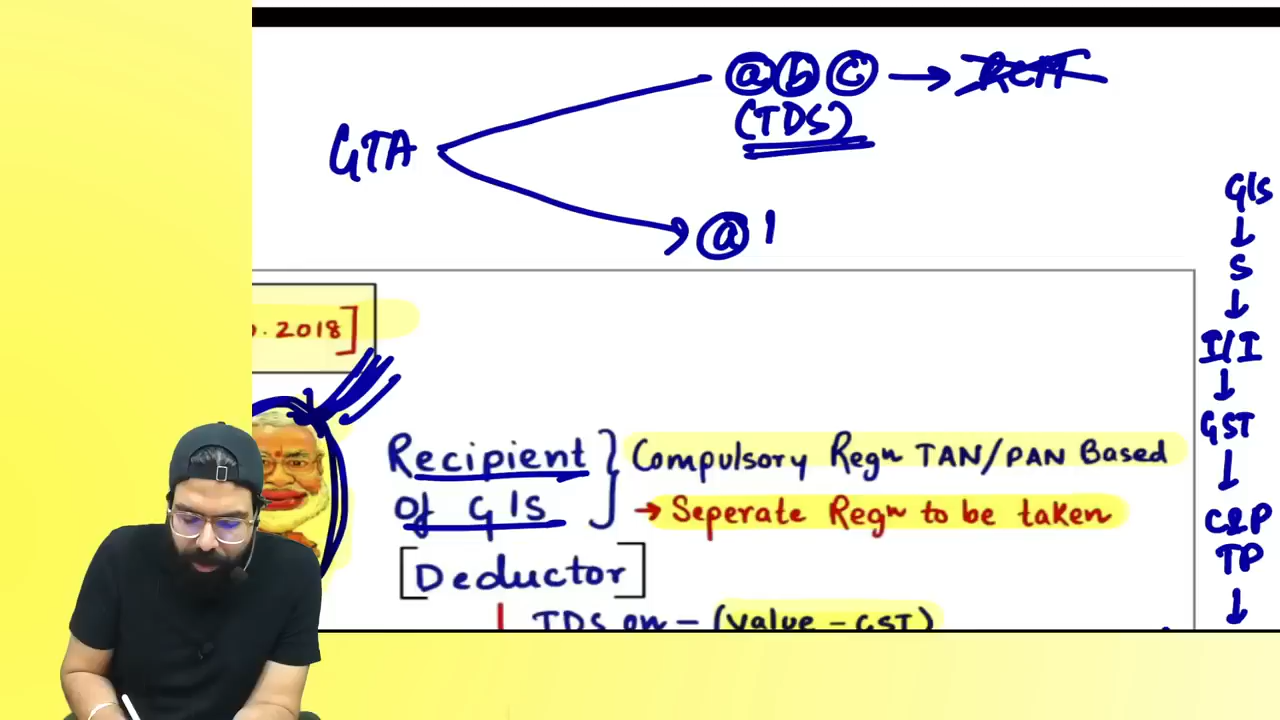 GTA
ⓐ ⓑ ⓒ → RCM
(TDS)
ⓐ 1
2018]
Recipient
of G/S
Compulsory Regn TAN/PAN Based
→ Seperate Regn to be taken
[Deductor]
TDS on - (Value - GST)
G/S
↓
S
↓
I/I
↓
GST
↓
C2P
TP
↓